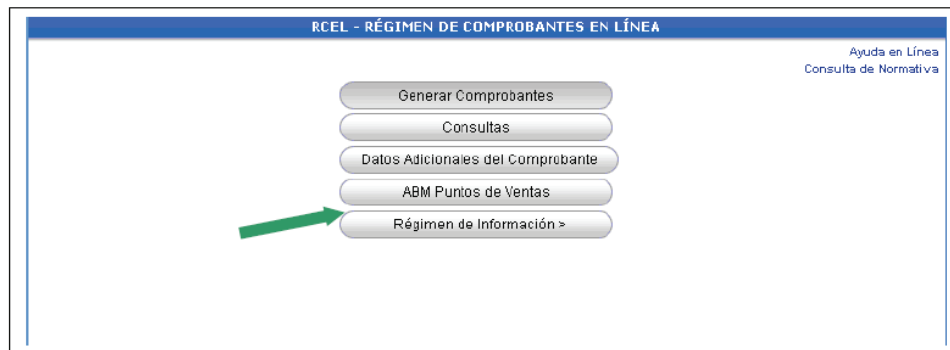 RCEL - RÉGIMEN DE COMPROBANTES EN LÍNEA
Ayuda en Línea
Consulta de Normativa
Generar Comprobantes
Consultas
Datos Adicionales del Comprobante
ABM Puntos de Ventas
Régimen de Información >